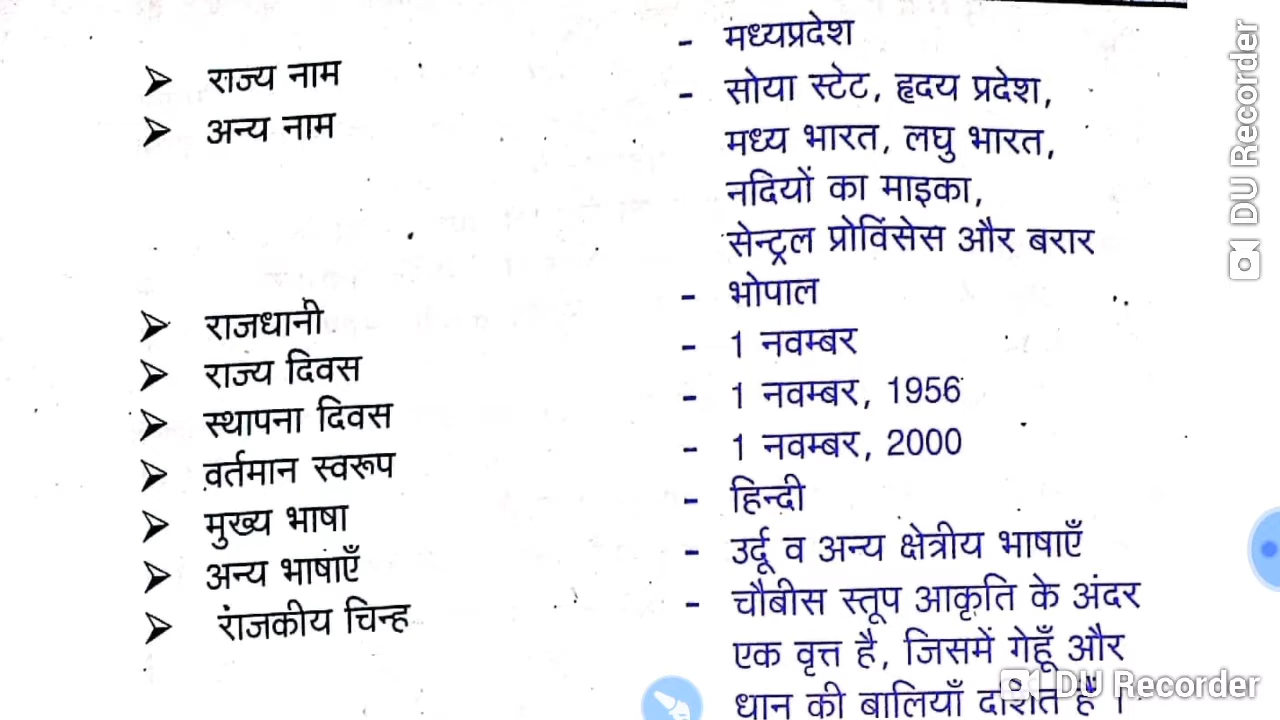 ➤ राज्य नाम - मध्यप्रदेश
➤ अन्य नाम - सोया स्टेट, हृदय प्रदेश,
मध्य भारत, लघु भारत,
नदियों का माइका,
सेन्ट्रल प्रोविंसेस और बरार
➤ राजधानी - भोपाल
➤ राज्य दिवस - 1 नवम्बर
➤ स्थापना दिवस - 1 नवम्बर, 1956
➤ वर्तमान स्वरूप - 1 नवम्बर, 2000
➤ मुख्य भाषा - हिन्दी
➤ अन्य भाषाएँ - उर्दू व अन्य क्षेत्रीय भाषाएँ
➤ राजकीय चिन्ह - चौबीस स्तूप आकृति के अंदर
एक वृत्त है, जिसमें गेहूँ और
धान की बालियाँ दर्शित हैं।
DU Recorder
DU Recorder